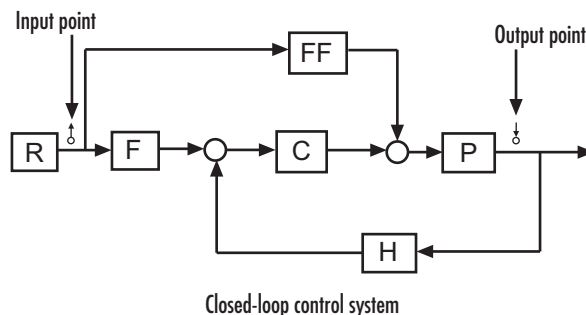 Input point
Output point
FF
R
F
C
P
H
Closed-loop control system